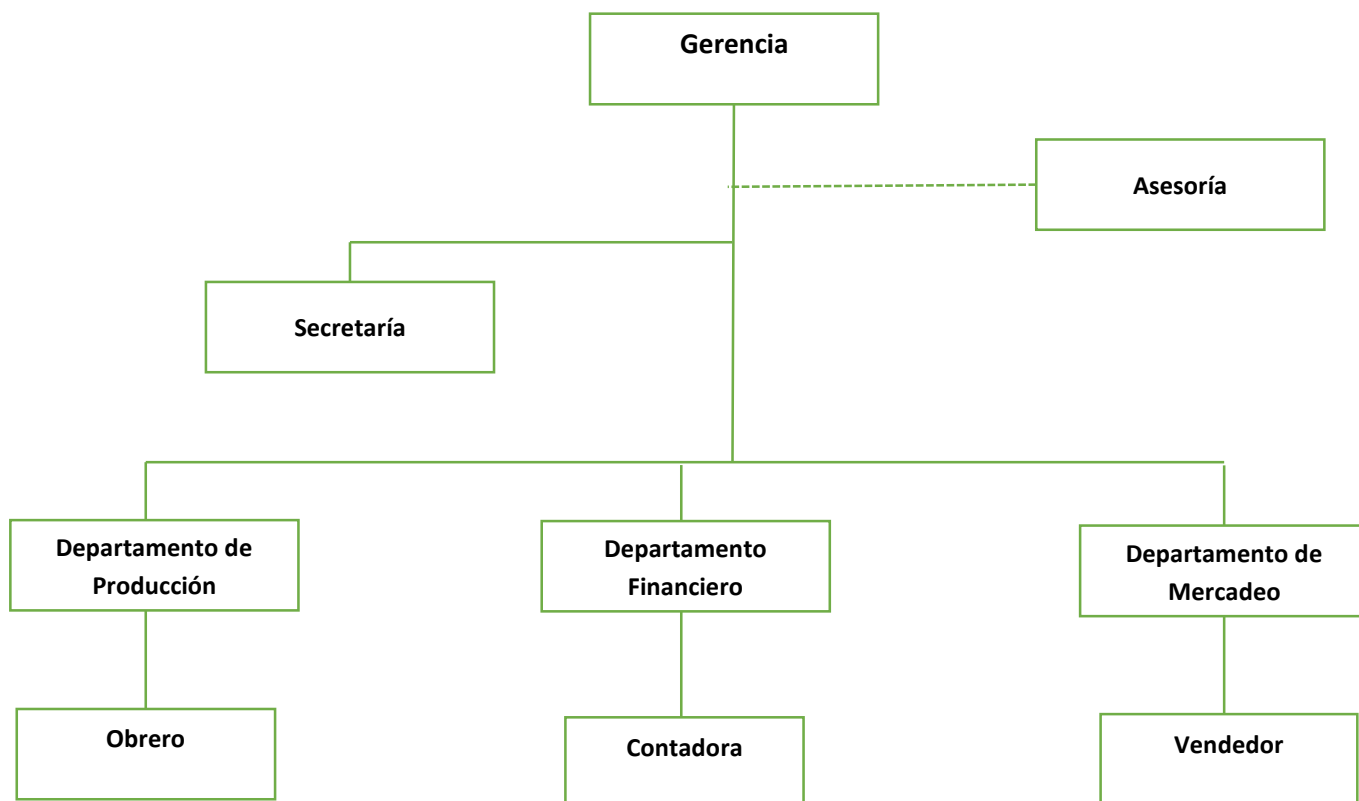 Gerencia
Asesoría
Secretaría
Departamento de
Producción
Departamento
Financiero
Departamento de
Mercadeo
Obrero
Contadora
Vendedor